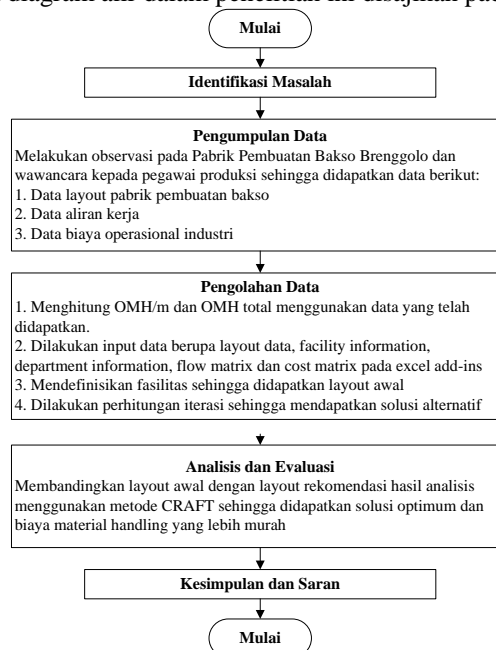 diagram alir dalam penelitian ini disajikan pad
Mulai
Identifikasi Masalah
Pengumpulan Data
Melakukan observasi pada Pabrik Pembuatan Bakso Brenggolo dan
wawancara kepada pegawai produksi sehingga didapatkan data berikut:
1. Data layout pabrik pembuatan bakso
2. Data aliran kerja
3. Data biaya operasional industri
Pengolahan Data
1. Menghitung OMH/m dan OMH total menggunakan data yang telah
didapatkan.
2. Dilakukan input data berupa layout data, facility information,
department information, flow matrix dan cost matrix pada excel add-ins
3. Mendefinisikan fasilitas sehingga didapatkan layout awal
4. Dilakukan perhitungan iterasi sehingga mendapatkan solusi alternatif
Analisis dan Evaluasi
Membandingkan layout awal dengan layout rekomendasi hasil analisis
menggunakan metode CRAFT sehingga didapatkan solusi optimum dan
biaya material handling yang lebih murah
Kesimpulan dan Saran
Mulai